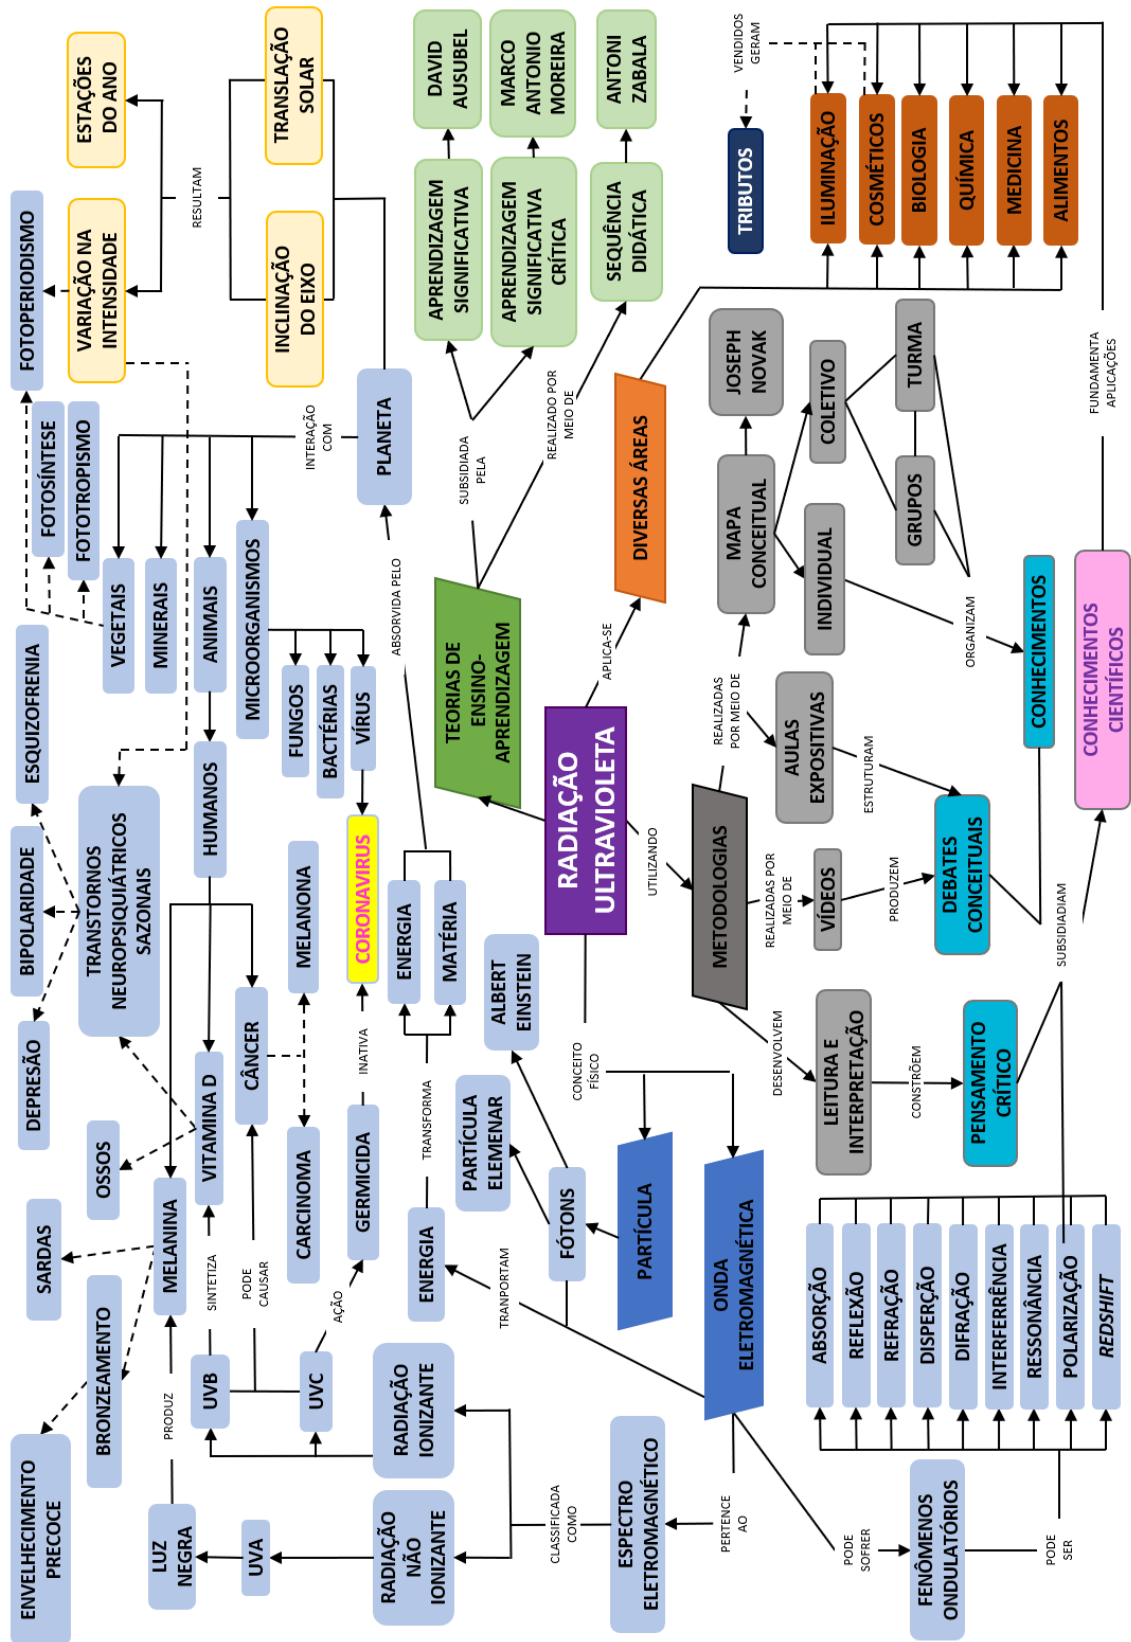 ENVELHECIMENTO
PRECOCE
BRONZEAMENTO
SARDAS
OSSOS
DEPRESÃO
BIPOLARIDADE
ESQUIZOFRENIA
FOTOSSÍNTESE
FOTOTROPISMO
FOTOPERIODISMO
ESTAÇÕES
DO ANO
VARIAÇÃO NA
INTENSIDADE
TRANSTORNOS
NEUROPSIQUIÁTRICOS
SAZONAIS
VEGETAIS
MINERAIS
ANIMAIS
MICROORGANISMOS
HUMANOS
LUZ
NEGRA
PRODUZ
MELANINA
SINTETIZA
VITAMINA D
PODE
CAUSAR
CÂNCER
RESULTAM
INCLINAÇÃO
DO EIXO
TRANSLAÇÃO
SOLAR
INTERAÇÃO
COM
PLANETA
UVA
UVB
UVC
AÇÃO
CARCINOMA
MELANONA
FUNGOS
BACTÉRIAS
VÍRUS
GERMICIDA
INATIVA
CORONAVIRUS
RADIAÇÃO
NÃO
IONIZANTE
RADIAÇÃO
IONIZANTE
ENERGIA
TRANSFORMA
ENERGIA
MATÉRIA
ABSORVIDA PELO
APRENDIZAGEM
SIGNIFICATIVA
DAVID
AUSUBEL
APRENDIZAGEM
SIGNIFICATIVA
CRÍTICA
MARCO
ANTONIO
MOREIRA
SEQUÊNCIA
DIDÁTICA
ANTONI
ZABALA
SUBSIDIADA
PELA
REALIZADO POR
MEIO DE
TEORIAS DE
ENSINO-
APRENDIZAGEM
PARTÍCULA
ELEMENAR
ALBERT
EINSTEIN
TRANPORTAM
FÓTONS
CLASSIFICADA
COMO
CONCEITO
FÍSICO
RADIAÇÃO
ULTRAVIOLETA
APLICA-SE
DIVERSAS ÁREAS
ESPECTRO
ELETROMAGNÉTICO
PARTÍCULA
UTILIZANDO
PERTENCE
AO
ONDA
ELETROMAGNÉTICA
METODOLOGIAS
REALIZADAS
POR MEIO DE
MAPA
CONCEITUAL
JOSEPH
NOVAK
TRIBUTOS
VENDIDOS
GERAM
DESENVOLVEM
REALIZADAS POR
MEIO DE
AULAS
EXPOSITIVAS
LEITURA E
INTERPRETAÇÃO
VÍDEOS
INDIVIDUAL
COLETIVO
ILUMINAÇÃO
COSMÉTICOS
BIOLOGIA
QUÍMICA
MEDICINA
ALIMENTOS
PODE
SOFRER
ABSORÇÃO
REFLEXÃO
REFRAÇÃO
DISPERÇÃO
DIFRAÇÃO
INTERFERRÊNCIA
RESSONÂNCIA
POLARIZAÇÃO
REDSHIFT
FENÔMENOS
ONDULATÓRIOS
PODE
SER
CONSTRÕEM
PRODUZEM
ESTRUTURAM
GRUPOS
TURMA
PENSAMENTO
CRÍTICO
DEBATES
CONCEITUAIS
ORGANIZAM
CONHECIMENTOS
SUBSIDIADIAM
CONHECIMENTOS
CIENTÍFICOS
FUNDAMENTA
APLICAÇÕES